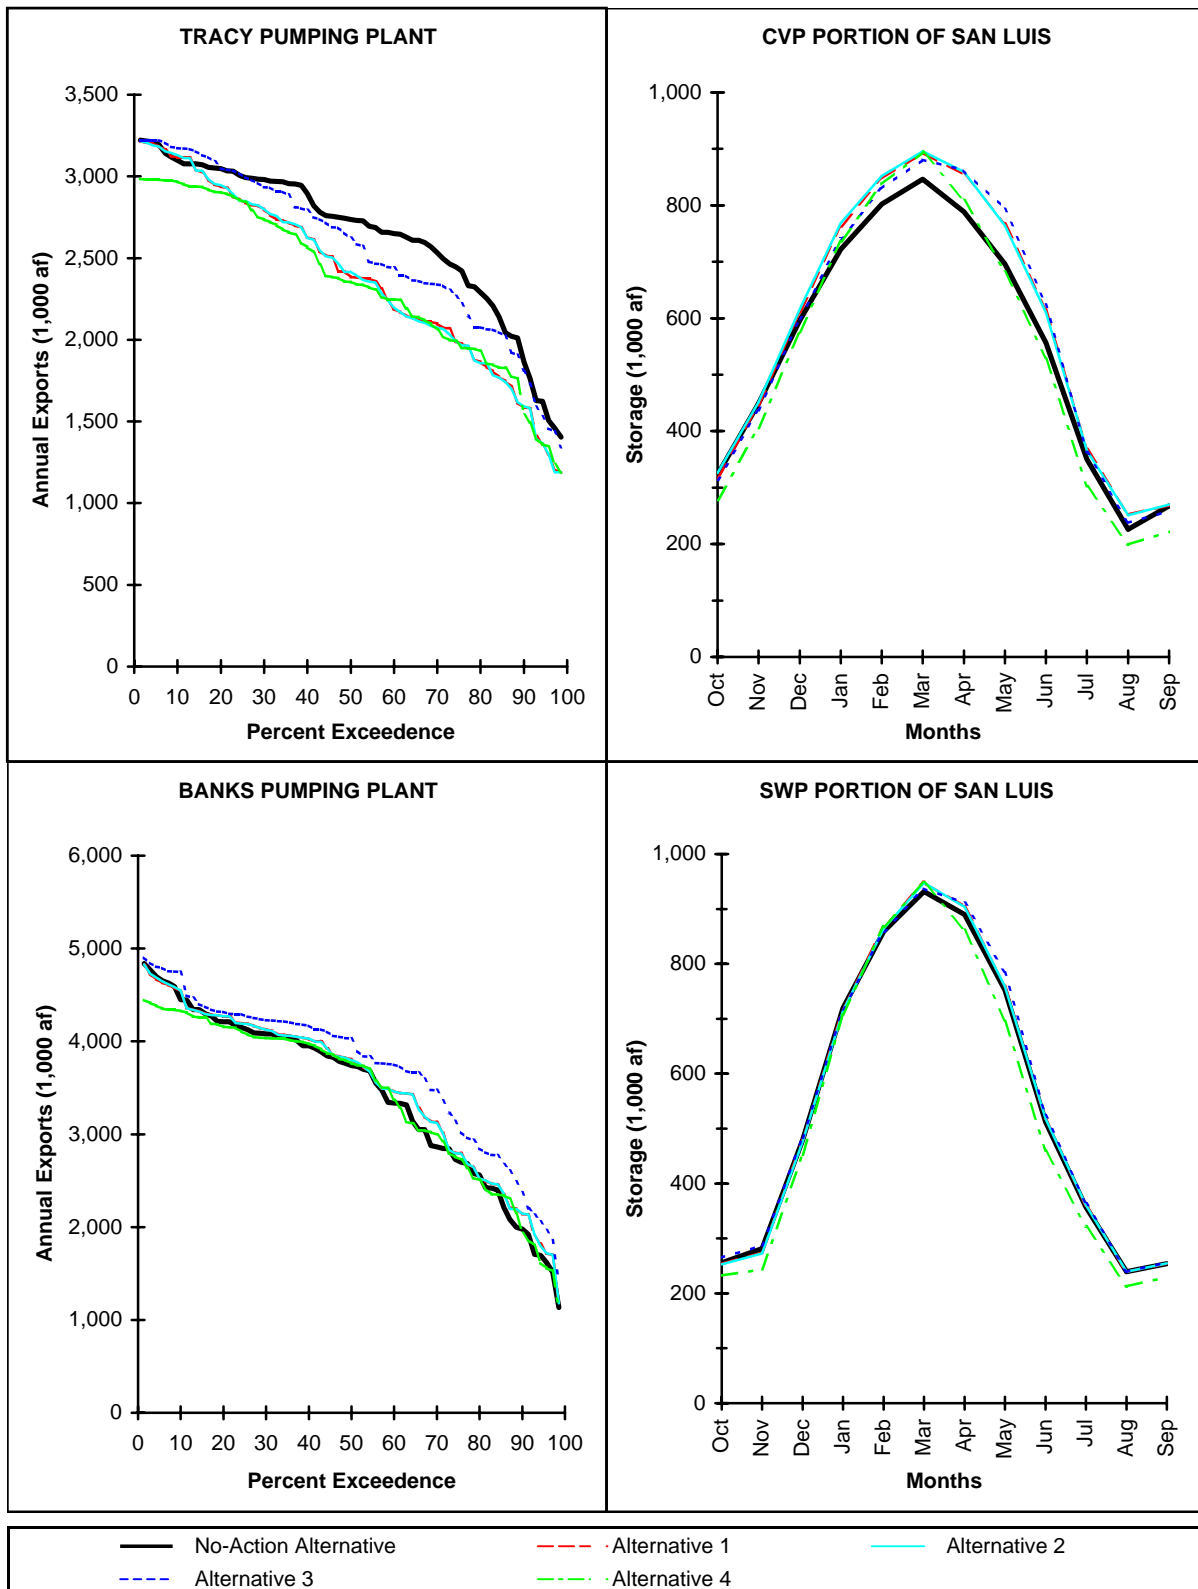 TRACY PUMPING PLANT
3,500
3,000
2,500
2,000
1,500
1,000
500
0
Annual Exports (1,000 af)
0 10 20 30 40 50 60 70 80 90 100
Percent Exceedence
CVP PORTION OF SAN LUIS
1,000
800
600
400
200
0
Storage (1,000 af)
Oct Nov Dec Jan Feb Mar Apr May Jun Jul Aug Sep
Months
BANKS PUMPING PLANT
6,000
5,000
4,000
3,000
2,000
1,000
0
Annual Exports (1,000 af)
0 10 20 30 40 50 60 70 80 90 100
Percent Exceedence
SWP PORTION OF SAN LUIS
1,000
800
600
400
200
0
Storage (1,000 af)
Oct Nov Dec Jan Feb Mar Apr May Jun Jul Aug Sep
Months
No-Action Alternative Alternative 1 Alternative 2
Alternative 3 Alternative 4